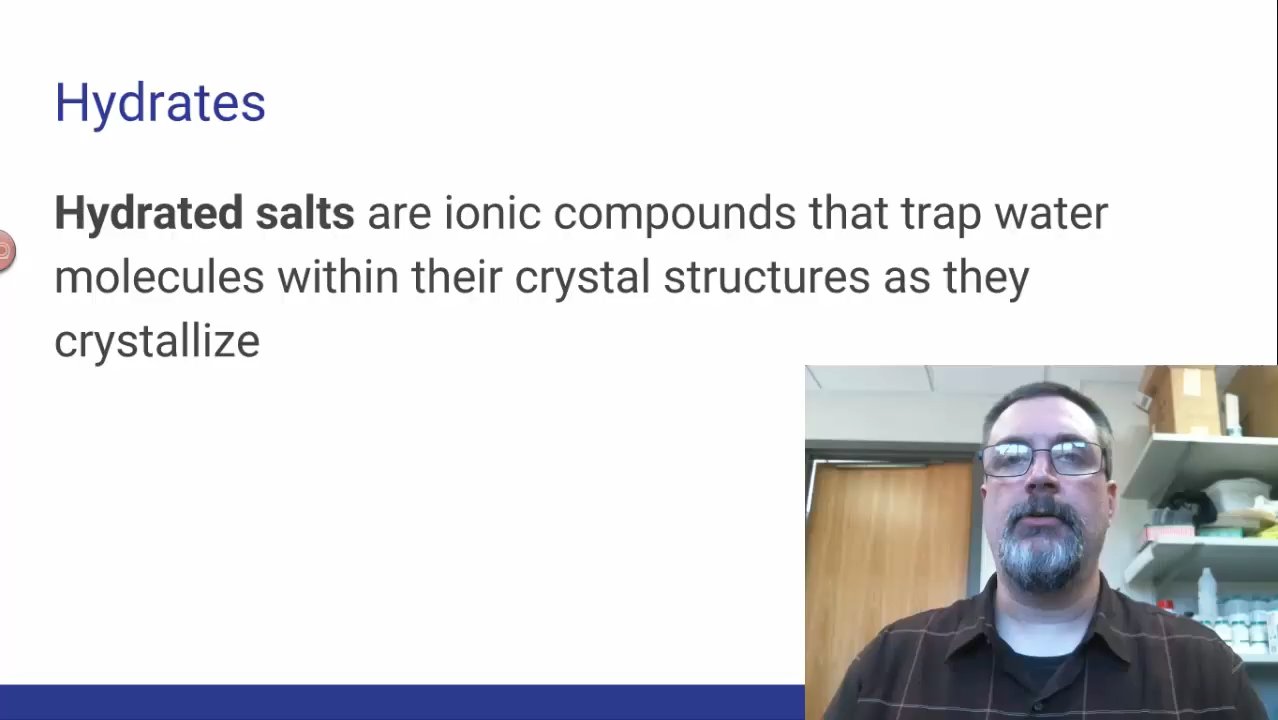 Hydrates
Hydrated salts are ionic compounds that trap water
molecules within their crystal structures as they
crystallize